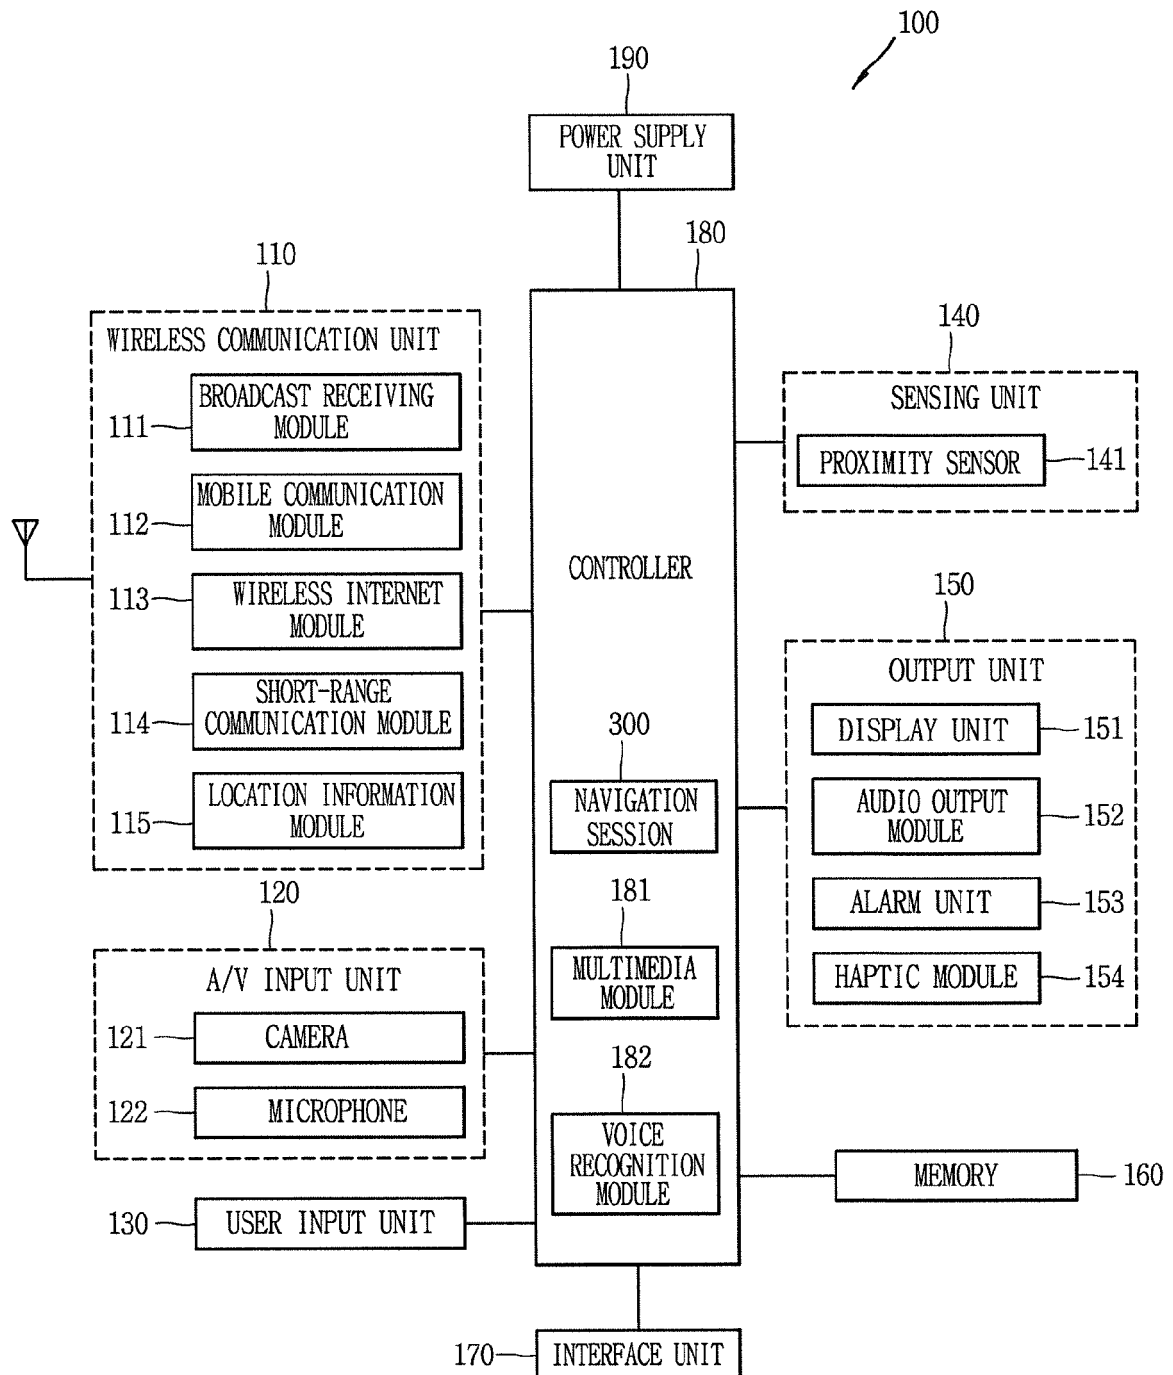 100
190
POWER SUPPLY
UNIT
180
110
WIRELESS COMMUNICATION UNIT
BROADCAST RECEIVING
MODULE
111
MOBILE COMMUNICATION
MODULE
112
WIRELESS INTERNET
MODULE
113
SHORT-RANGE
COMMUNICATION MODULE
114
LOCATION INFORMATION
MODULE
115
120
A/V INPUT UNIT
121
CAMERA
122
MICROPHONE
130
USER INPUT UNIT
CONTROLLER
300
NAVIGATION
SESSION
181
MULTIMEDIA
MODULE
182
VOICE
RECOGNITION
MODULE
140
SENSING UNIT
PROXIMITY SENSOR
141
150
OUTPUT UNIT
DISPLAY UNIT
151
AUDIO OUTPUT
MODULE
152
ALARM UNIT
153
HAPTIC MODULE
154
MEMORY
160
170
INTERFACE UNIT